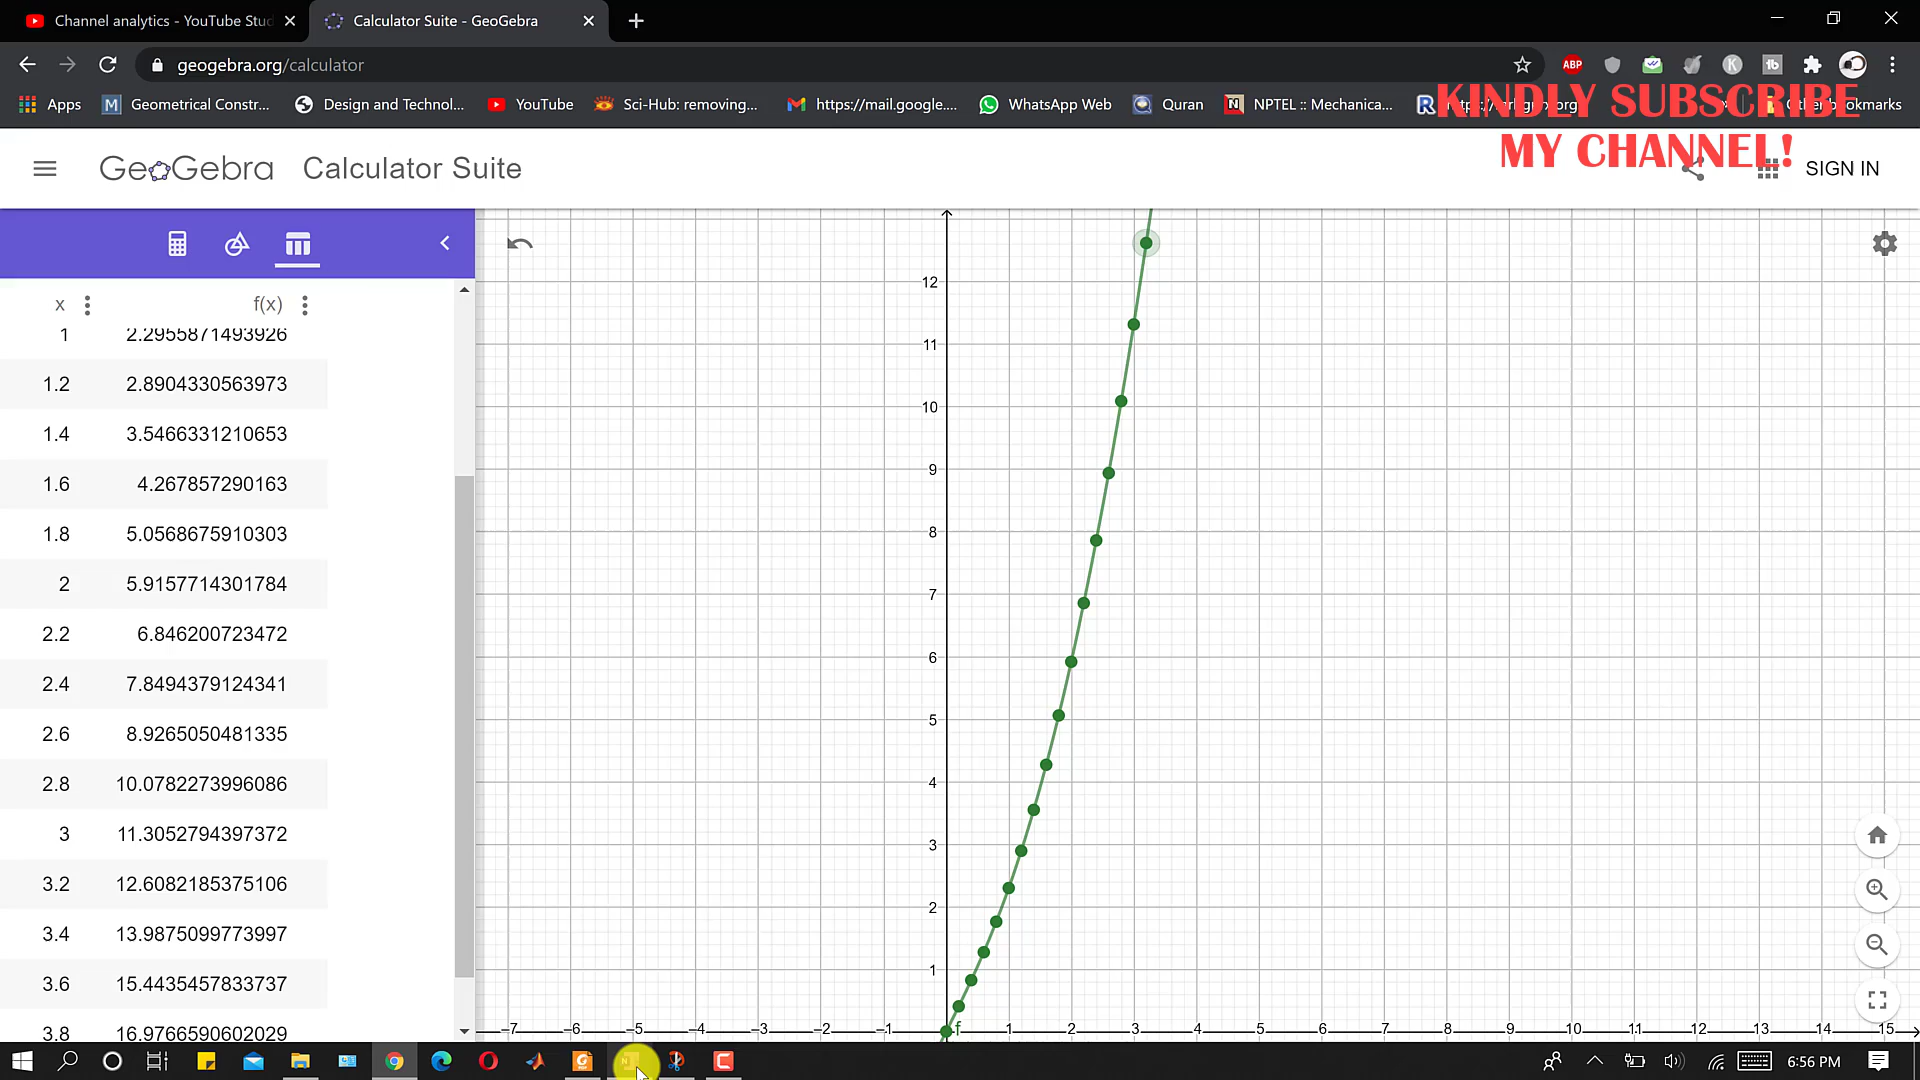 Channel analytics - YouTube Stud
Calculator Suite - GeoGebra
geogebra.org/calculator
ABP
K
Apps
M
Geometrical Constr...
Design and Technol...
YouTube
Sci-Hub: removing...
https://mail.google....
WhatsApp Web
Quran
N
NPTEL :: Mechanica...
KINDLY SUBSCRIBE
MY CHANNEL!
GeoGebra
Calculator Suite
SIGN IN
x f(x)
1 2.2955871493926
1.2 2.8904330563973
1.4 3.5466331210653
1.6 4.267857290163
1.8 5.0568675910303
2 5.9157714301784
2.2 6.846200723472
2.4 7.8494379124341
2.6 8.9265050481335
2.8 10.0782273996086
3 11.3052794397372
3.2 12.6082185375106
3.4 13.9875099773997
3.6 15.4435457833737
3.8 16.9766590602029
12
11
10
9
8
7
6
5
4
3
2
1
f
–7 –6 –5 –4 –3 –2 –1 1 2 3 4 5 6 7 8 9 10 11 12 13 14 15
6:56 PM